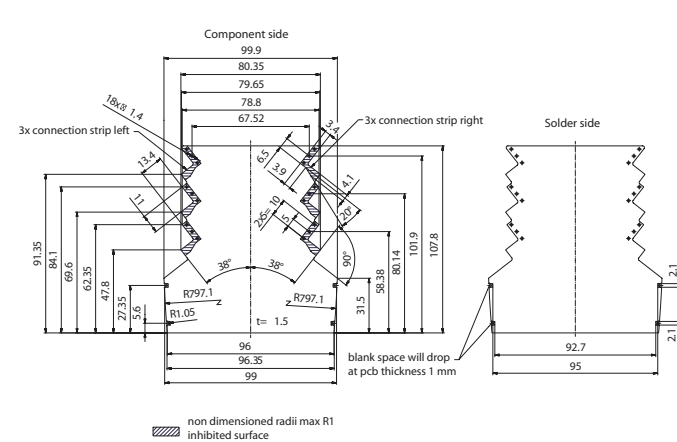 Component side
99.9
80.35
79.65
78.8
67.52
18x⌀ 1.4
3x connection strip left
3x connection strip right
Solder side
3.4
6.5
3.9
13.4
11
4.1
20°
2x5= 10
5
91.35
84.1
69.6
62.35
47.8
27.35
5.6
38°
38°
90°
58.38
80.14
101.9
107.8
31.5
R797.1
R797.1
z
z
R1.05
t= 1.5
2.1
2.1
96
96.35
99
blank space will drop
at pcb thickness 1 mm
92.7
95
non dimensioned radii max R1
inhibited surface